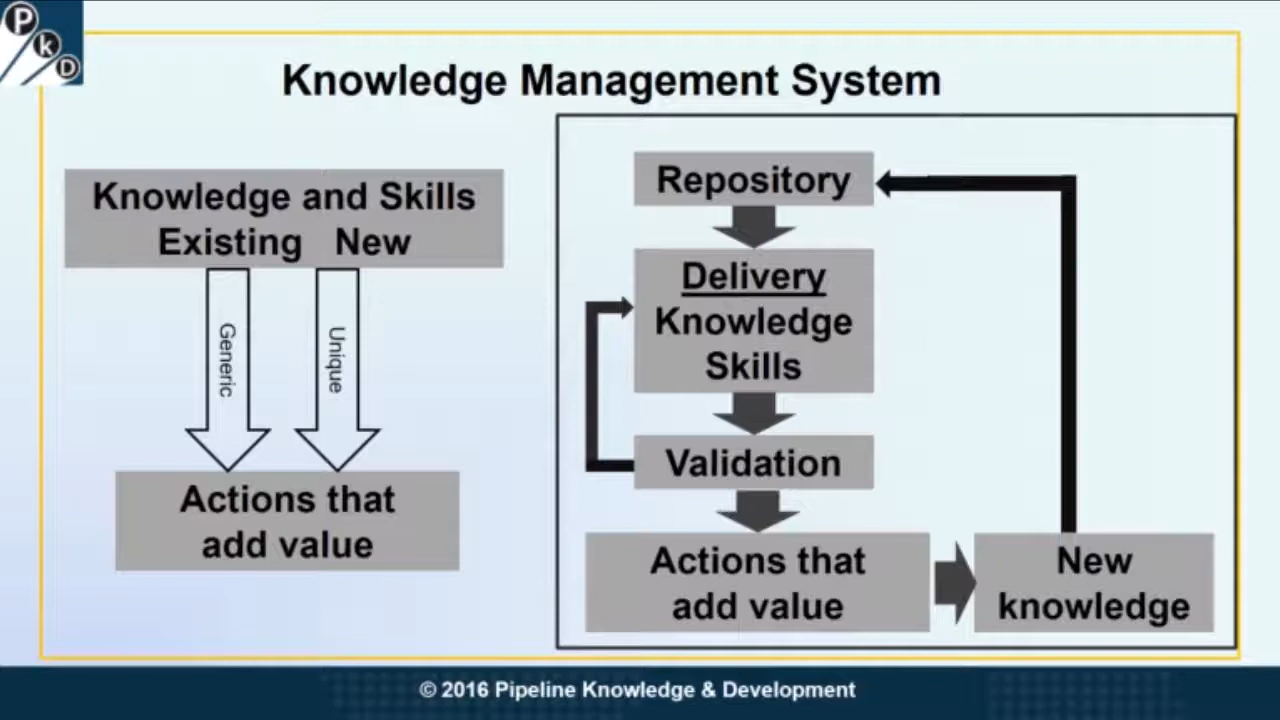 P
k
D
Knowledge Management System
Knowledge and Skills
Existing New
Generic
Unique
Actions that
add value
Repository
Delivery
Knowledge
Skills
Validation
Actions that
add value
New
knowledge
© 2016 Pipeline Knowledge & Development